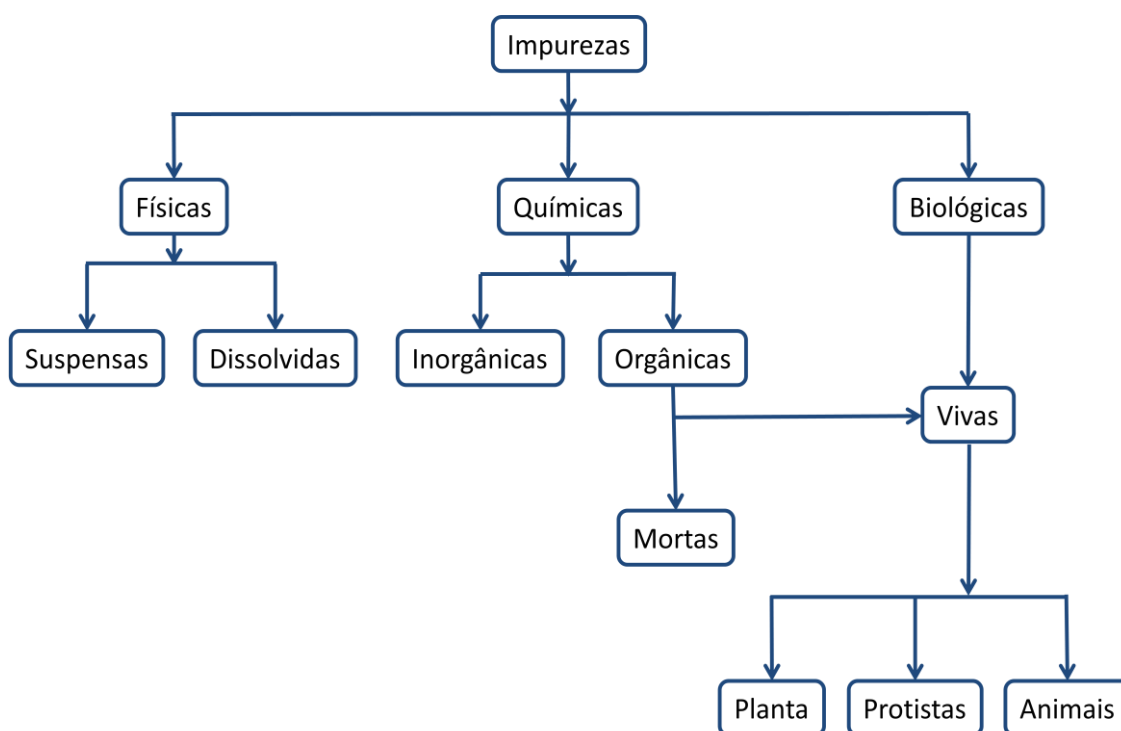 Impurezas
Físicas
Químicas
Biológicas
Suspensas
Dissolvidas
Inorgânicas
Orgânicas
Vivas
Mortas
Planta
Protistas
Animais